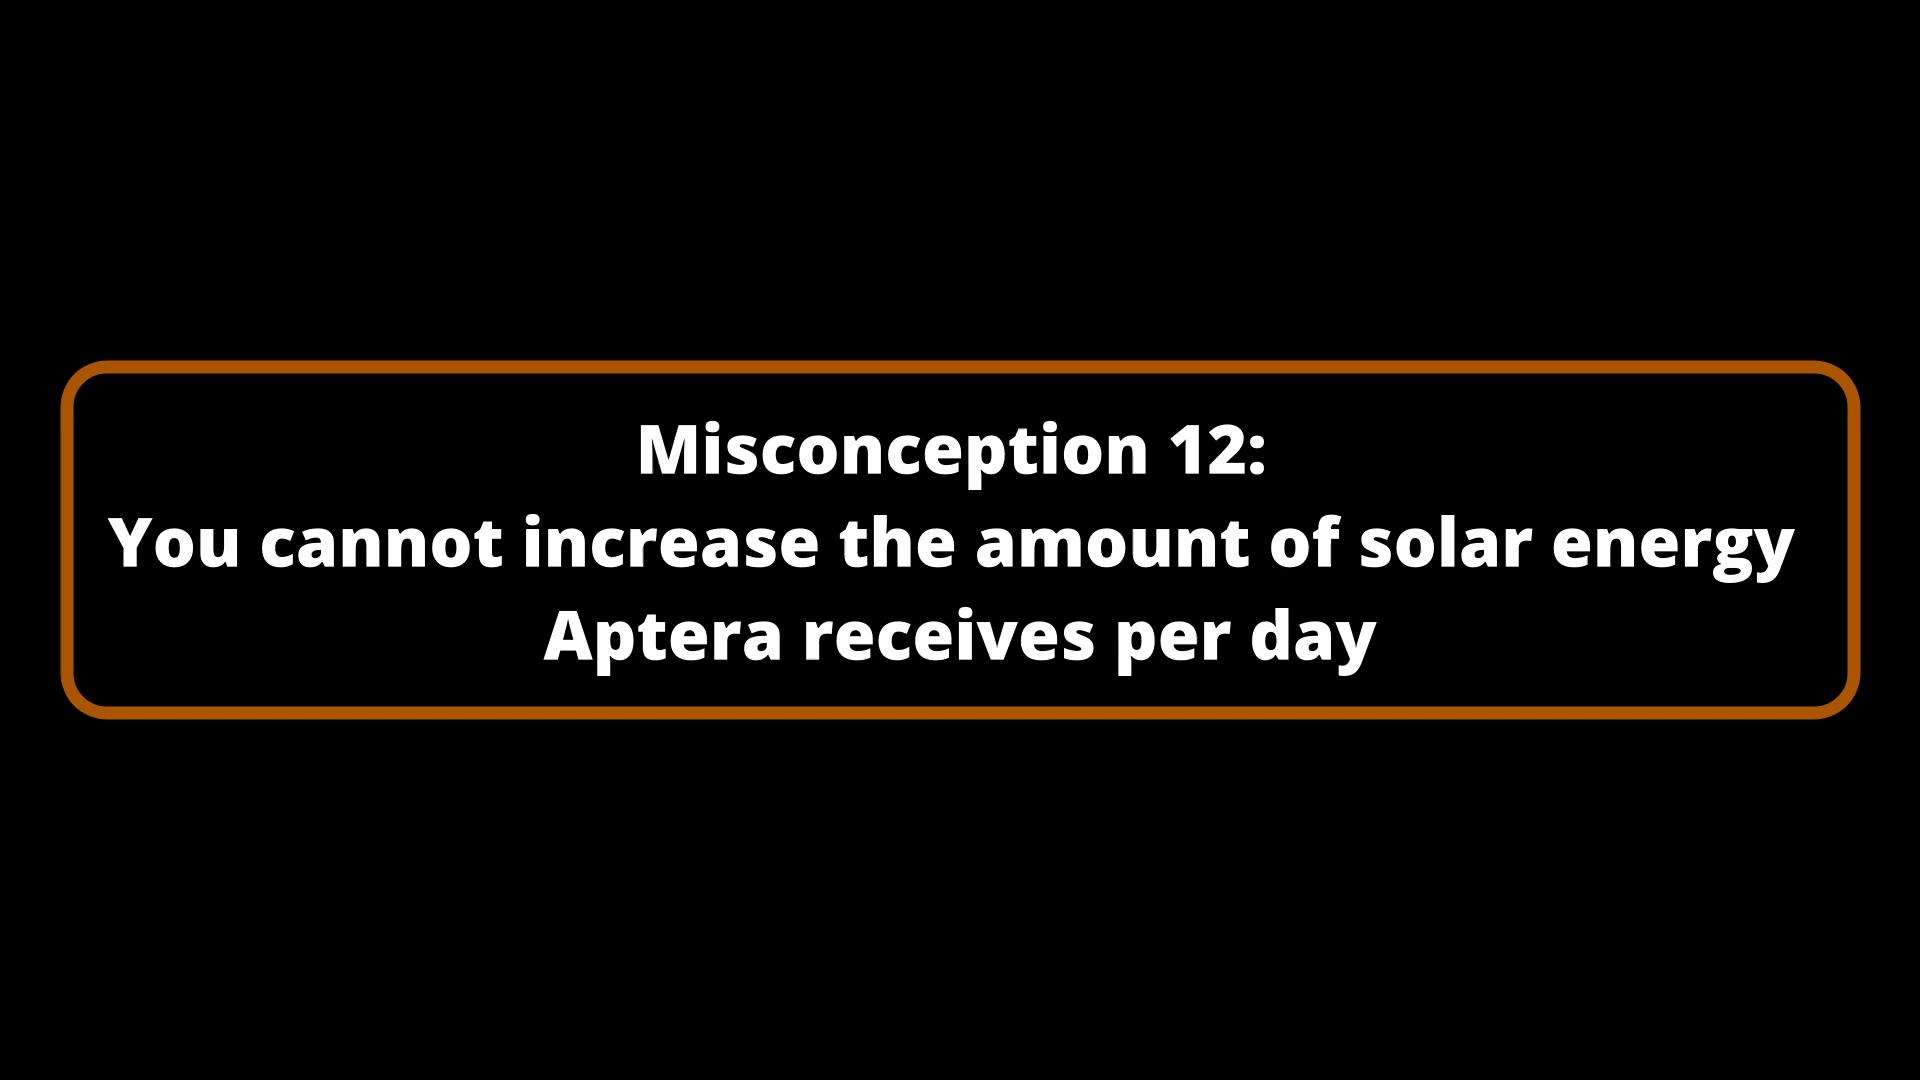 Misconception 12:
You cannot increase the amount of solar energy
Aptera receives per day